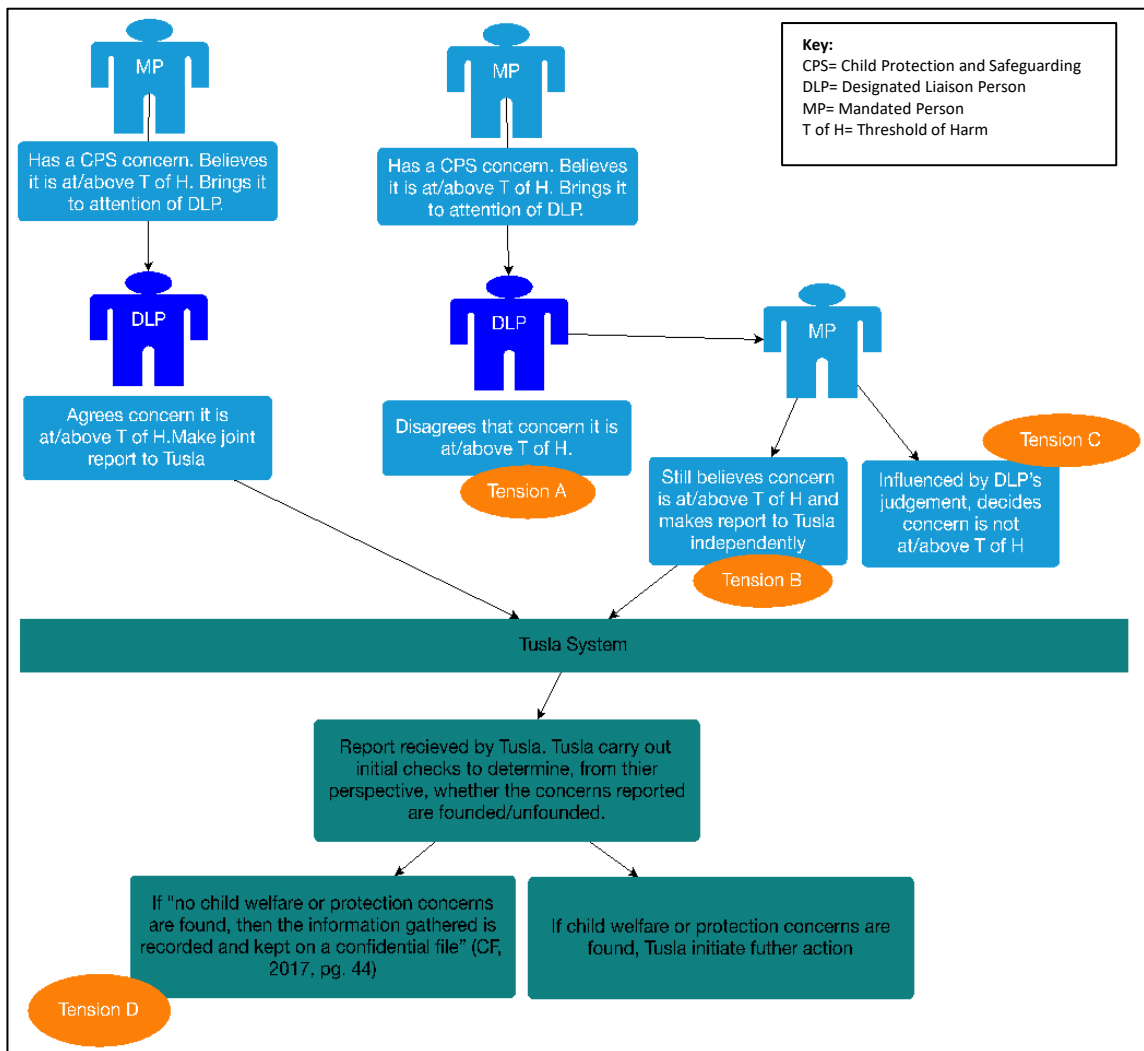 Key:
CPS= Child Protection and Safeguarding
DLP= Designated Liaison Person
MP= Mandated Person
T of H= Threshold of Harm
MP
Has a CPS concern. Believes
it is at/above T of H. Brings it
to attention of DLP.
MP
Has a CPS concern. Believes
it is at/above T of H. Brings it
to attention of DLP.
DLP
Agrees concern it is
at/above T of H.Make joint
report to Tusla
DLP
Disagrees that concern it is
at/above T of H.
Tension A
MP
Still believes concern
is at/above T of H and
makes report to Tusla
independently
Tension B
Tension C
Influenced by DLP's
judgement, decides
concern is not
at/above T of H
Tusla System
Report recieved by Tusla. Tusla carry out
initial checks to determine, from thier
perspective, whether the concerns reported
are founded/unfounded.
If "no child welfare or protection concerns
are found, then the information gathered is
recorded and kept on a confidential file” (CF,
2017, pg. 44)
Tension D
If child welfare or protection concerns are
found, Tusla initiate futher action